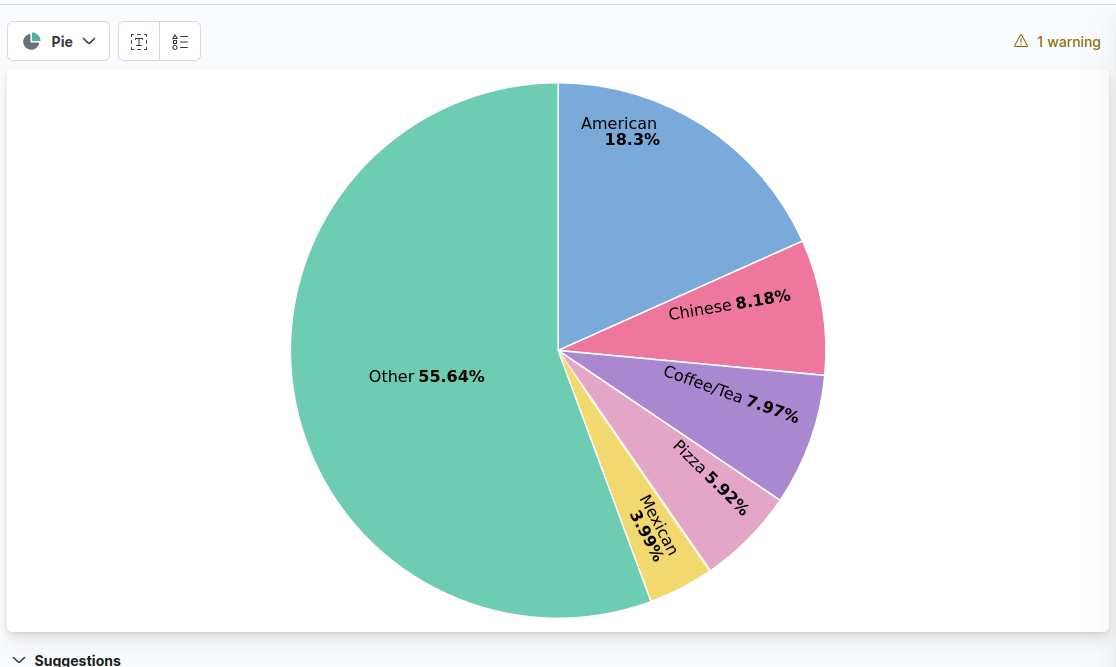 Pie
1 warning
American
18.3%
Chinese 8.18%
Coffee/Tea 7.97%
Pizza 5.92%
Mexican
3.99%
Other 55.64%
Suggestions